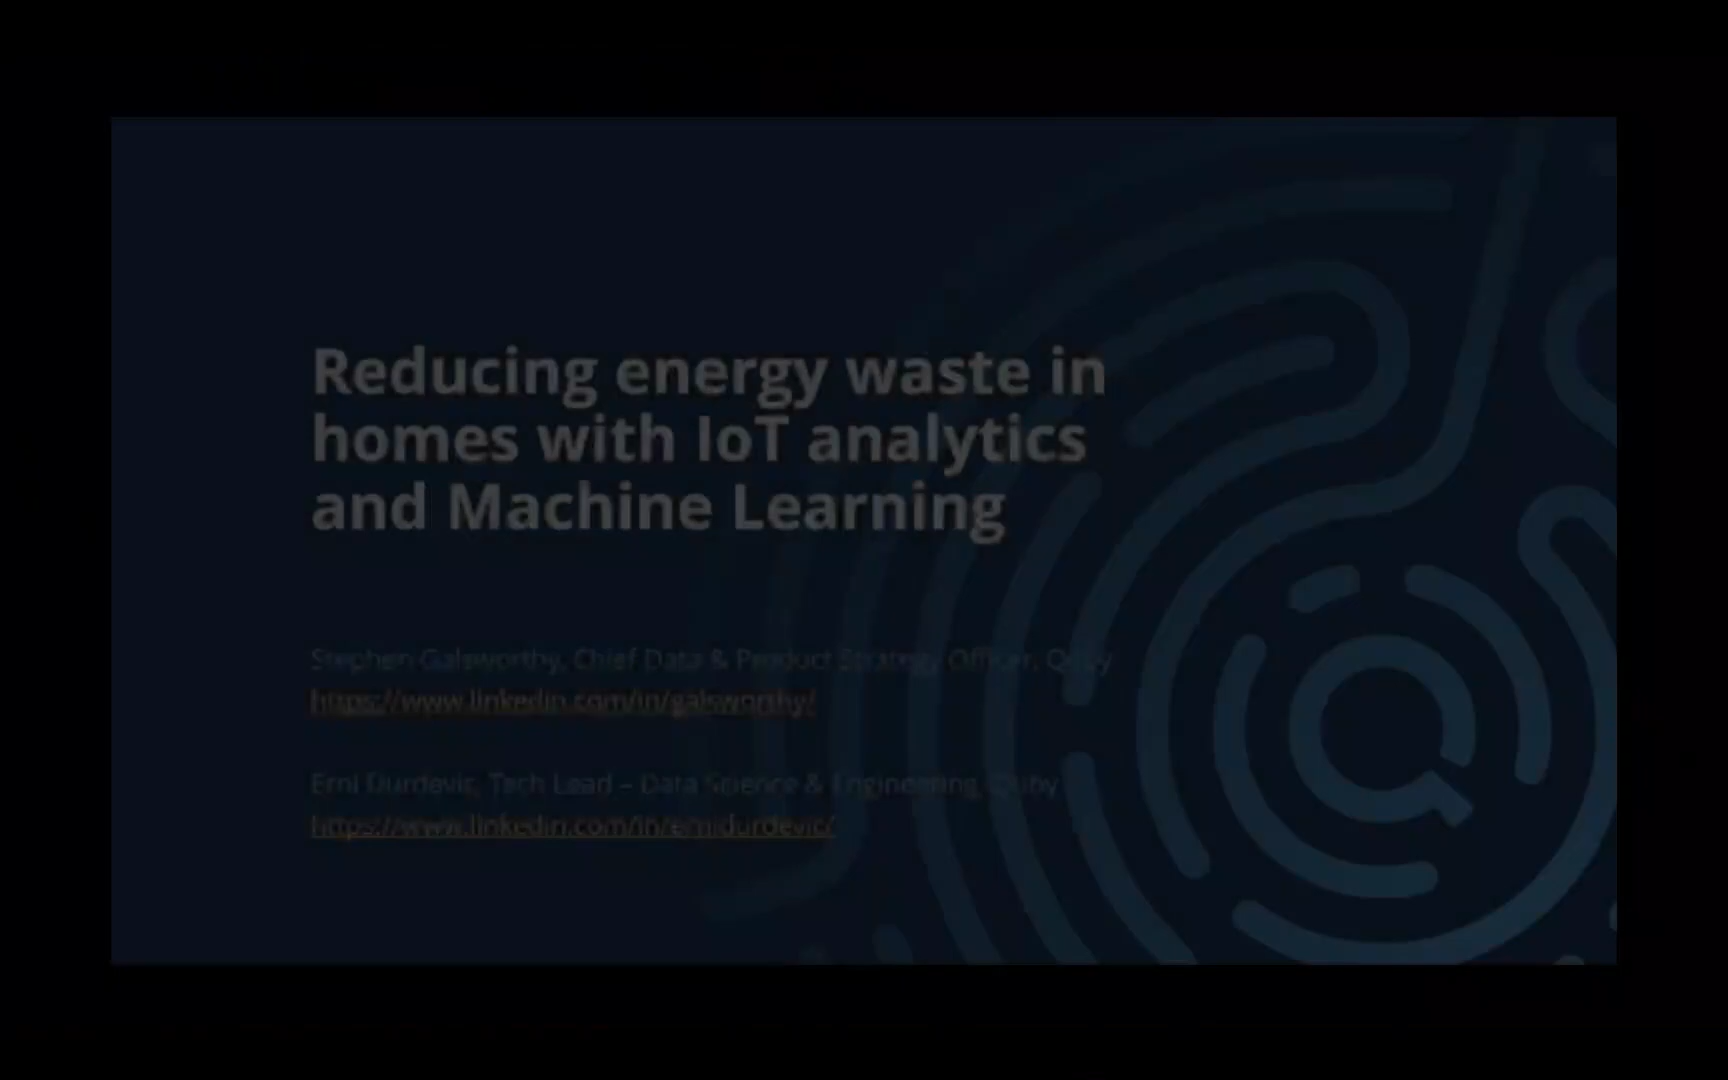 Reducing energy waste in
homes with IoT analytics
and Machine Learning
Stephen Galsworthy, Chief Data & Product Strategy Officer, Quby
https://www.linkedin.com/in/galsworthy/
Erni Durdevic, Tech Lead – Data Science & Engineering, Quby
https://www.linkedin.com/in/ernidurdevic/